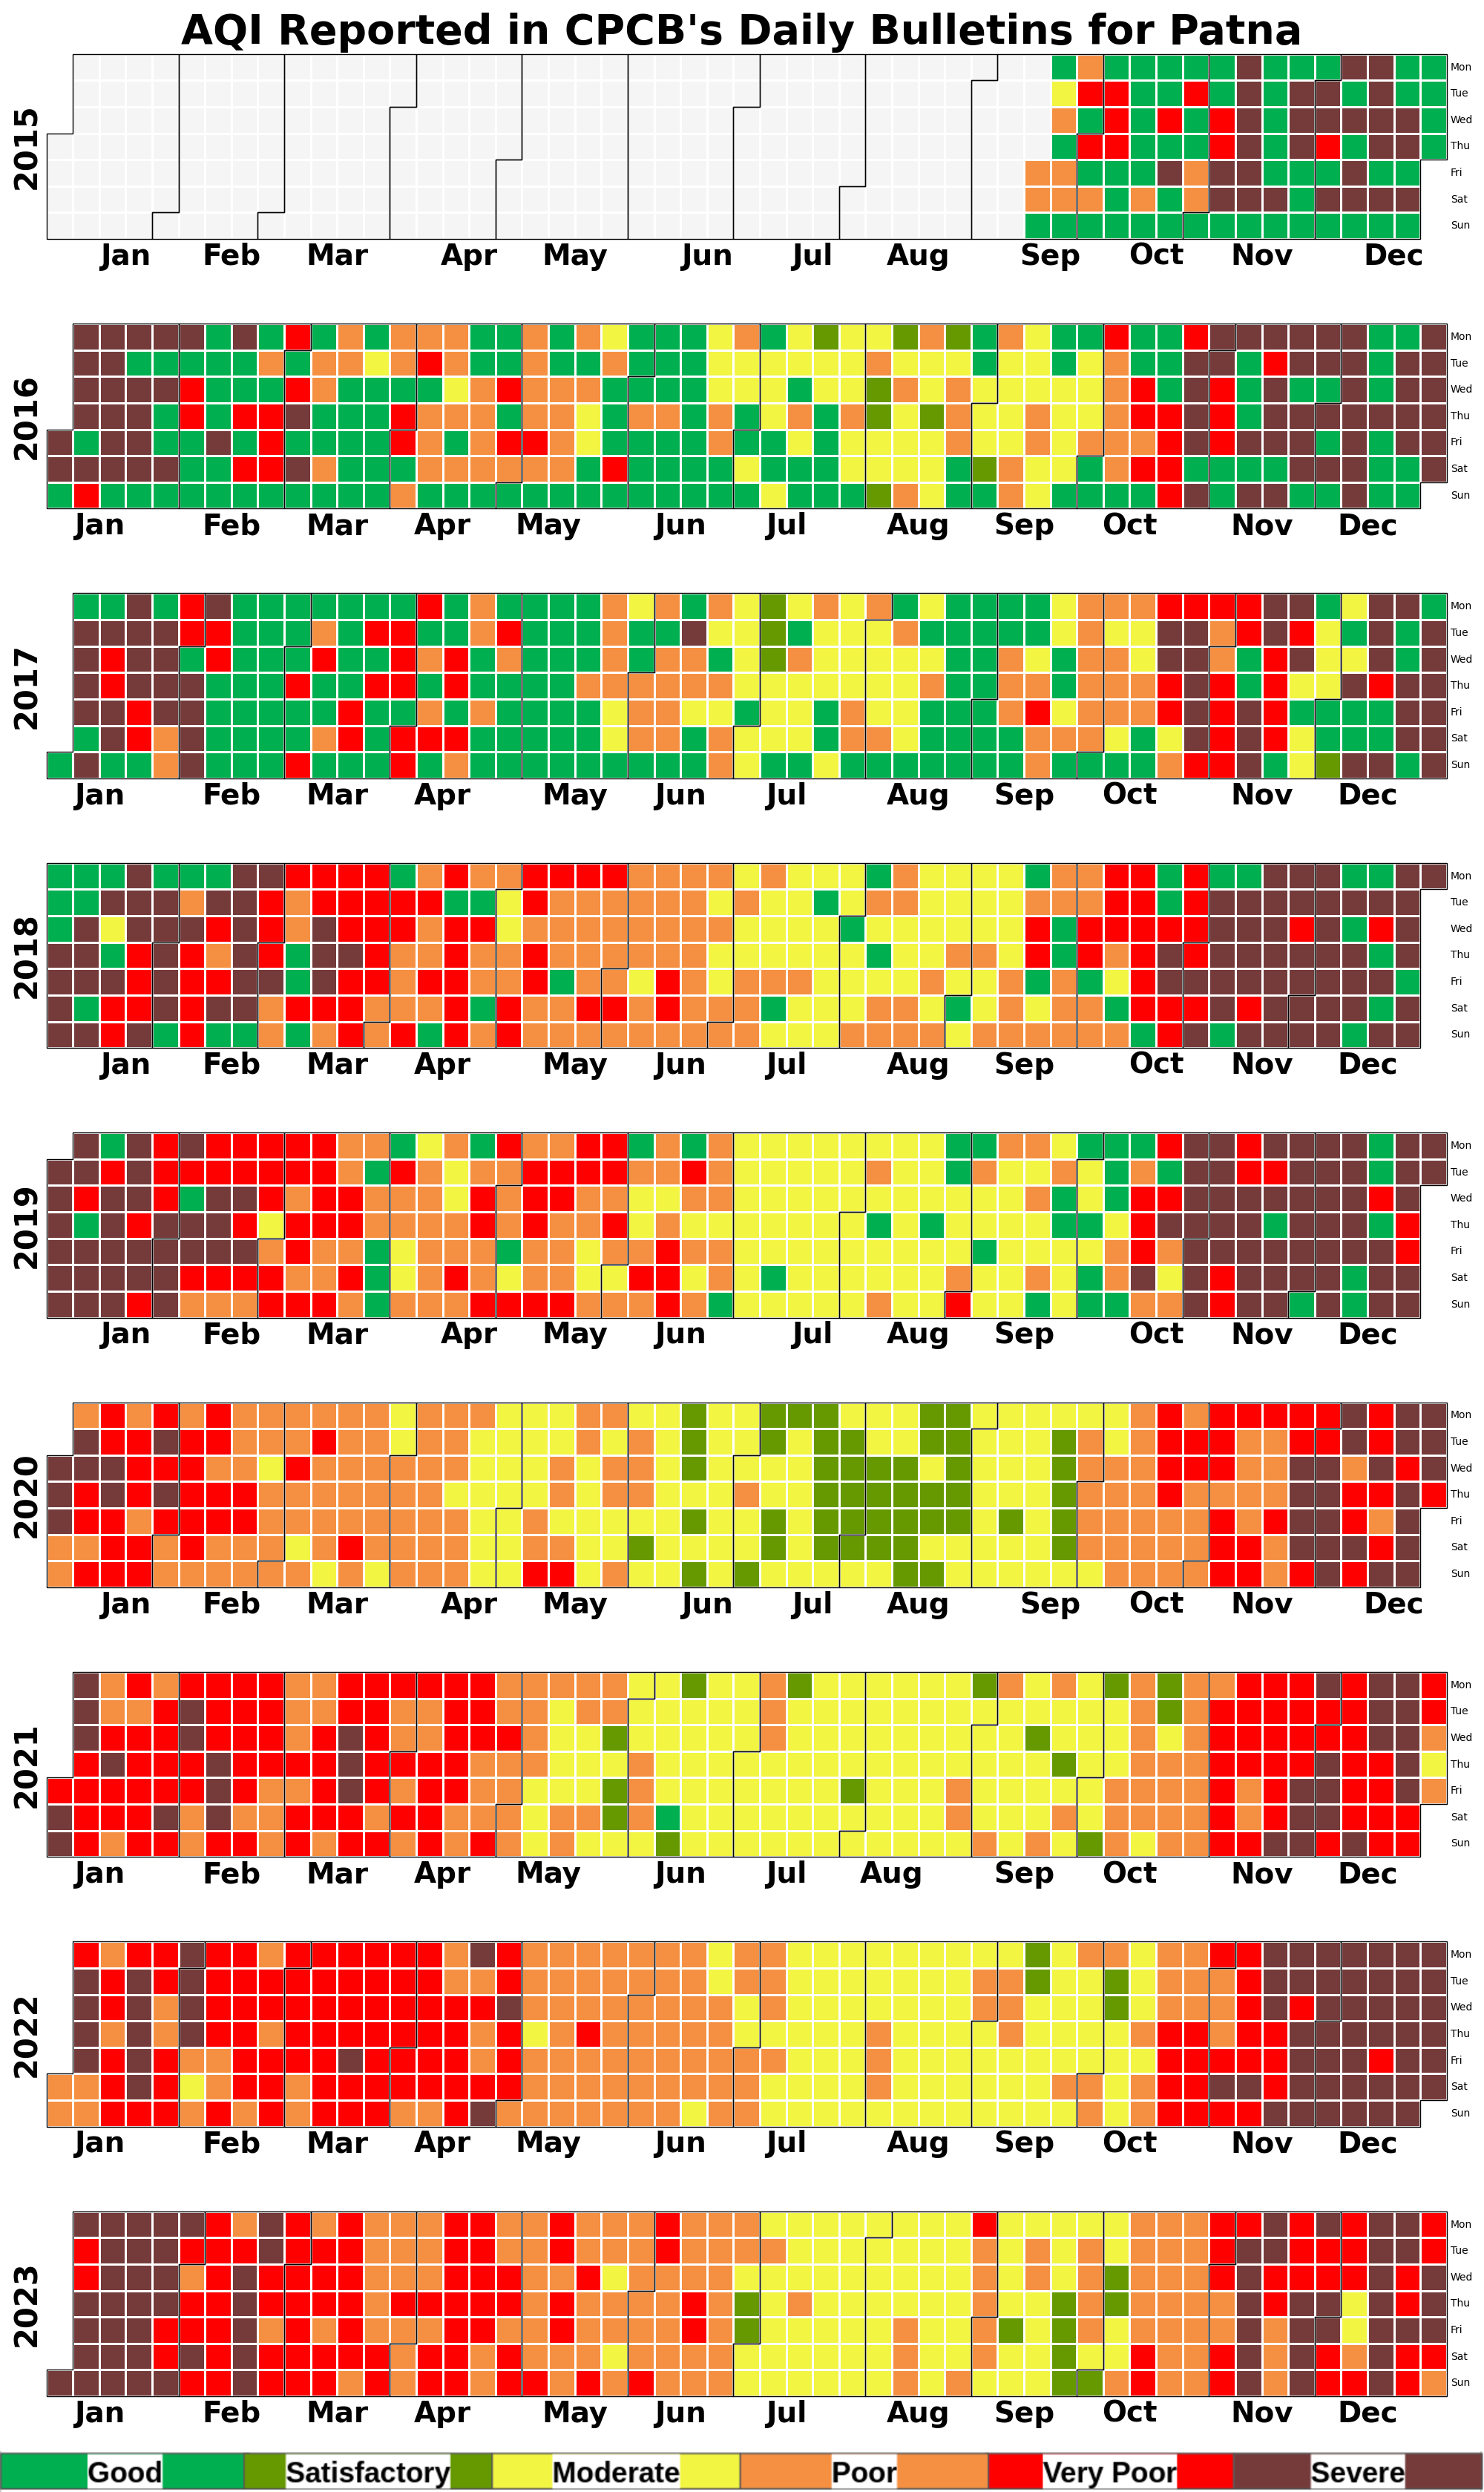 AQI Reported in CPCB's Daily Bulletins for Patna
2015
Mon
Tue
Wed
Thu
Fri
Sat
Sun
Jan Feb Mar Apr May Jun Jul Aug Sep Oct Nov Dec
2016
Mon
Tue
Wed
Thu
Fri
Sat
Sun
Jan Feb Mar Apr May Jun Jul Aug Sep Oct Nov Dec
2017
Mon
Tue
Wed
Thu
Fri
Sat
Sun
Jan Feb Mar Apr May Jun Jul Aug Sep Oct Nov Dec
2018
Mon
Tue
Wed
Thu
Fri
Sat
Sun
Jan Feb Mar Apr May Jun Jul Aug Sep Oct Nov Dec
2019
Mon
Tue
Wed
Thu
Fri
Sat
Sun
Jan Feb Mar Apr May Jun Jul Aug Sep Oct Nov Dec
2020
Mon
Tue
Wed
Thu
Fri
Sat
Sun
Jan Feb Mar Apr May Jun Jul Aug Sep Oct Nov Dec
2021
Mon
Tue
Wed
Thu
Fri
Sat
Sun
Jan Feb Mar Apr May Jun Jul Aug Sep Oct Nov Dec
2022
Mon
Tue
Wed
Thu
Fri
Sat
Sun
Jan Feb Mar Apr May Jun Jul Aug Sep Oct Nov Dec
2023
Mon
Tue
Wed
Thu
Fri
Sat
Sun
Jan Feb Mar Apr May Jun Jul Aug Sep Oct Nov Dec
Good Satisfactory Moderate Poor Very Poor Severe